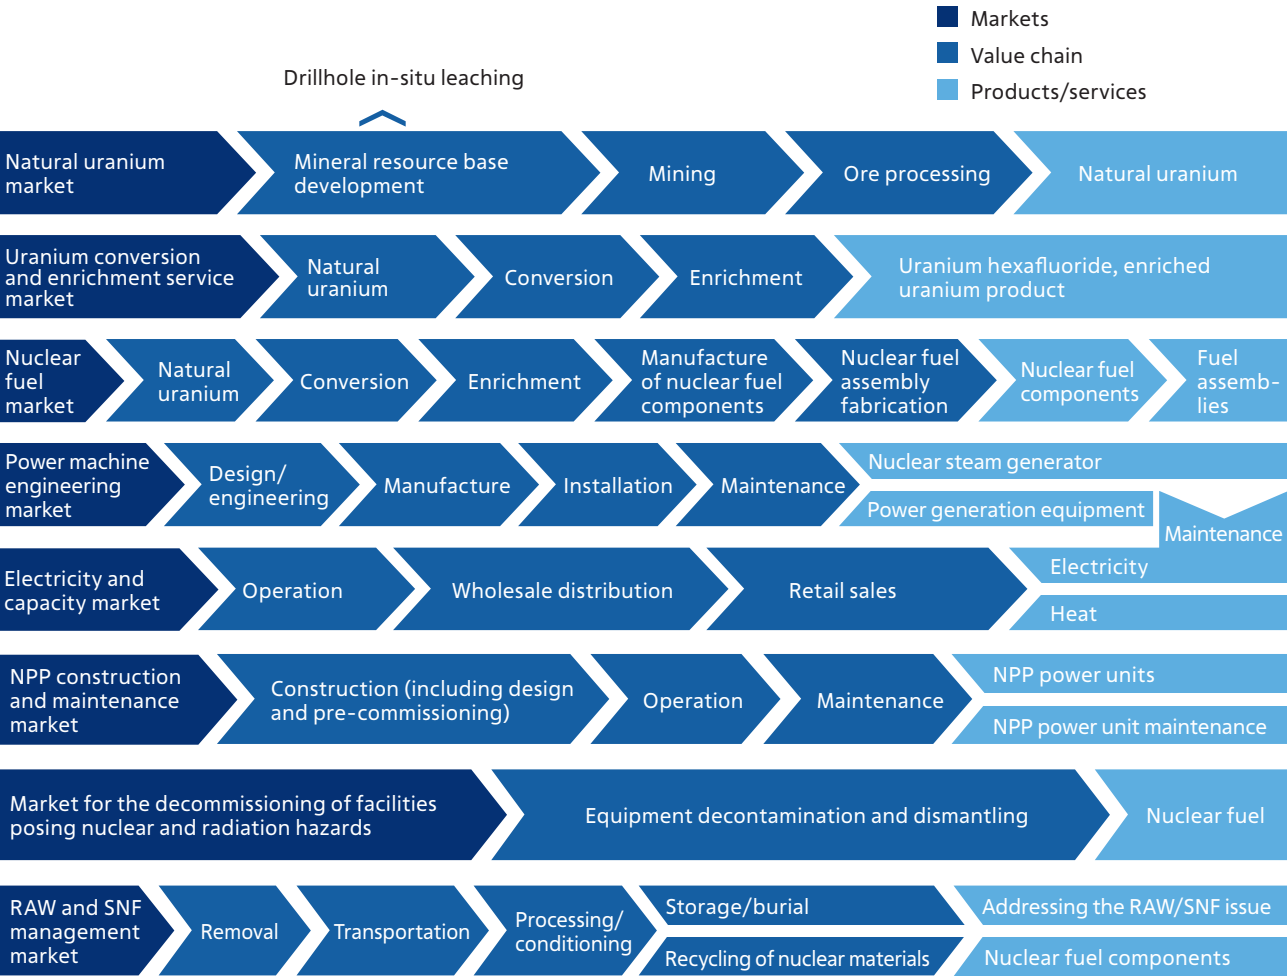 Markets
Value chain
Products/services
Drillhole in-situ leaching
Natural uranium
market
Mineral resource base
development
Mining
Ore processing
Natural uranium
Uranium conversion
and enrichment service
market
Natural
uranium
Conversion
Enrichment
Uranium hexafluoride, enriched
uranium product
Nuclear
fuel
market
Natural
uranium
Conversion
Enrichment
Manufacture
of nuclear fuel
components
Nuclear fuel
assembly
fabrication
Nuclear fuel
components
Fuel
assemb-
lies
Power machine
engineering
market
Design/
engineering
Manufacture
Installation
Maintenance
Nuclear steam generator
Power generation equipment
Maintenance
Electricity and
capacity market
Operation
Wholesale distribution
Retail sales
Electricity
Heat
NPP construction
and maintenance
market
Construction (including design
and pre-commissioning)
Operation
Maintenance
NPP power units
NPP power unit maintenance
Market for the decommissioning of facilities
posing nuclear and radiation hazards
Equipment decontamination and dismantling
Nuclear fuel
RAW and SNF
management
market
Removal
Transportation
Processing/
conditioning
Storage/burial
Recycling of nuclear materials
Addressing the RAW/SNF issue
Nuclear fuel components